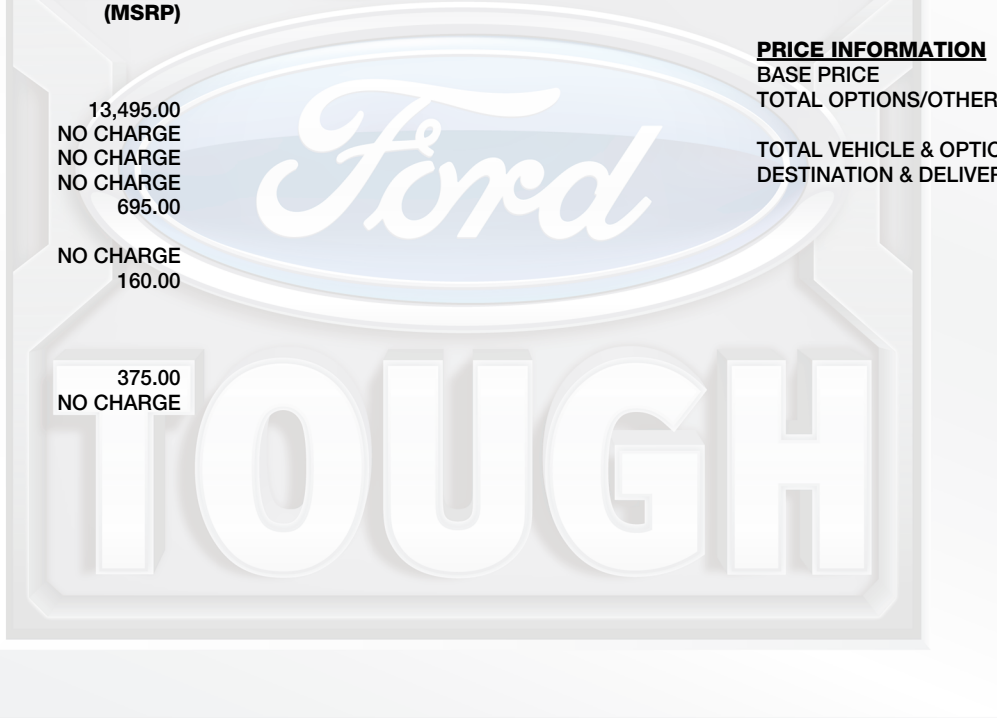 (MSRP)
13,495.00
NO CHARGE
NO CHARGE
NO CHARGE
695.00
NO CHARGE
160.00
375.00
NO CHARGE
PRICE INFORMATION
BASE PRICE
TOTAL OPTIONS/OTHER
TOTAL VEHICLE & OPTIO
DESTINATION & DELIVER
Ford
TOUGH